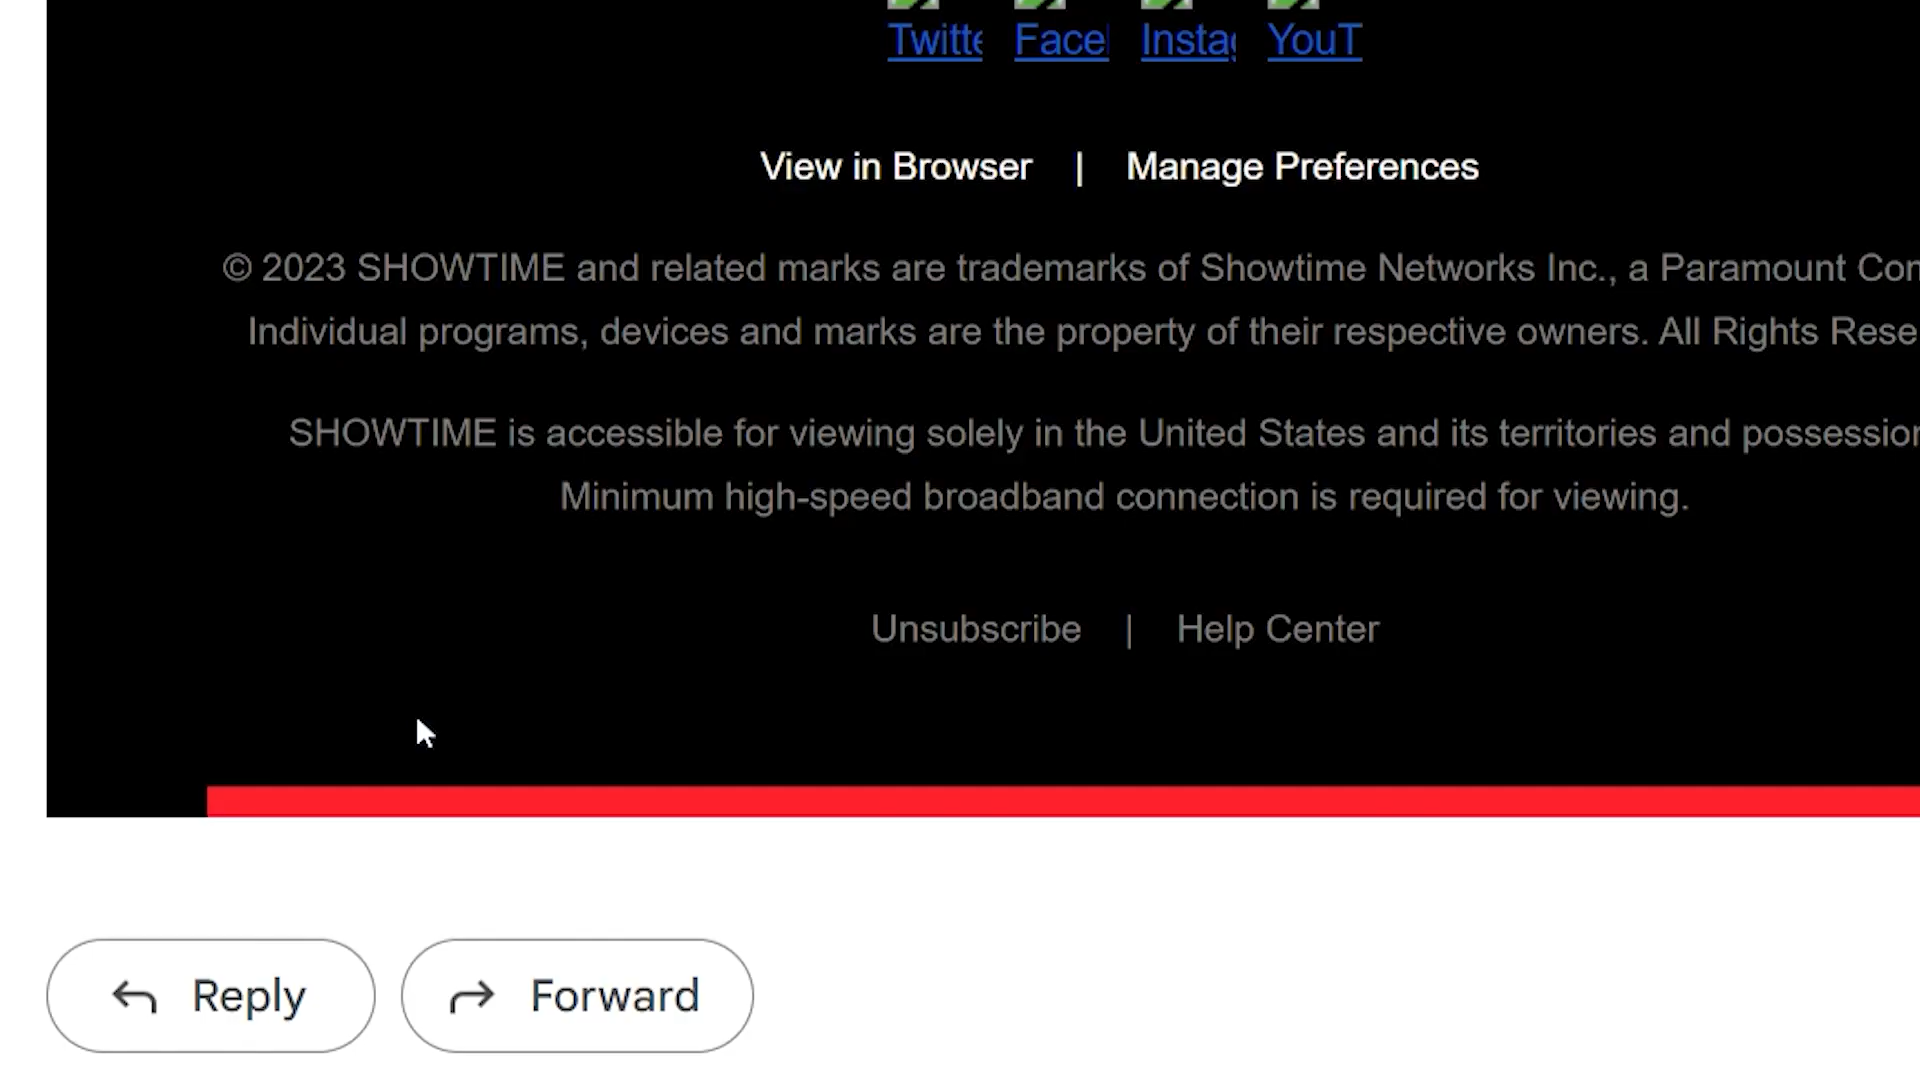 Twitte Face Insta YouT
View in Browser | Manage Preferences
© 2023 SHOWTIME and related marks are trademarks of Showtime Networks Inc., a Paramount Con
Individual programs, devices and marks are the property of their respective owners. All Rights Rese
SHOWTIME is accessible for viewing solely in the United States and its territories and possession
Minimum high-speed broadband connection is required for viewing.
Unsubscribe | Help Center
Reply Forward